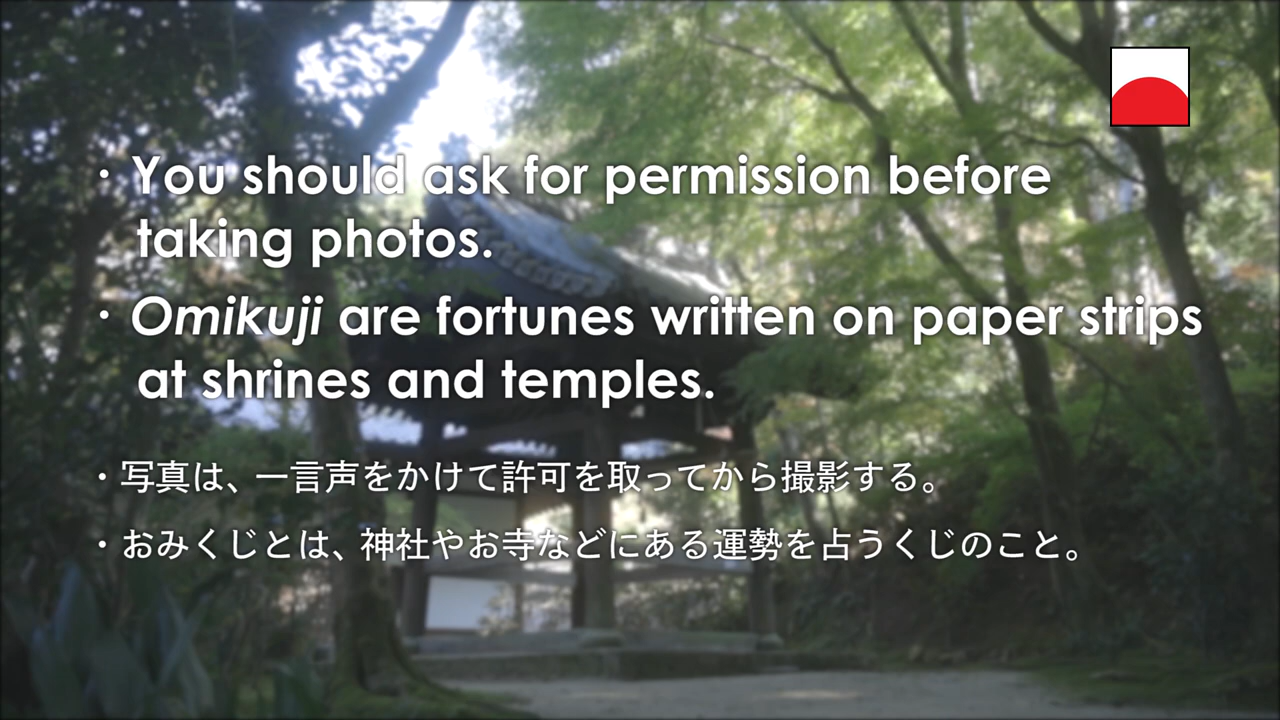 ・You should ask for permission before
taking photos.
・Omikuji are fortunes written on paper strips
at shrines and temples.
・写真は、一言声をかけて許可を取ってから撮影する。
・おみくじとは、神社やお寺などにある運勢を占うくじのこと。